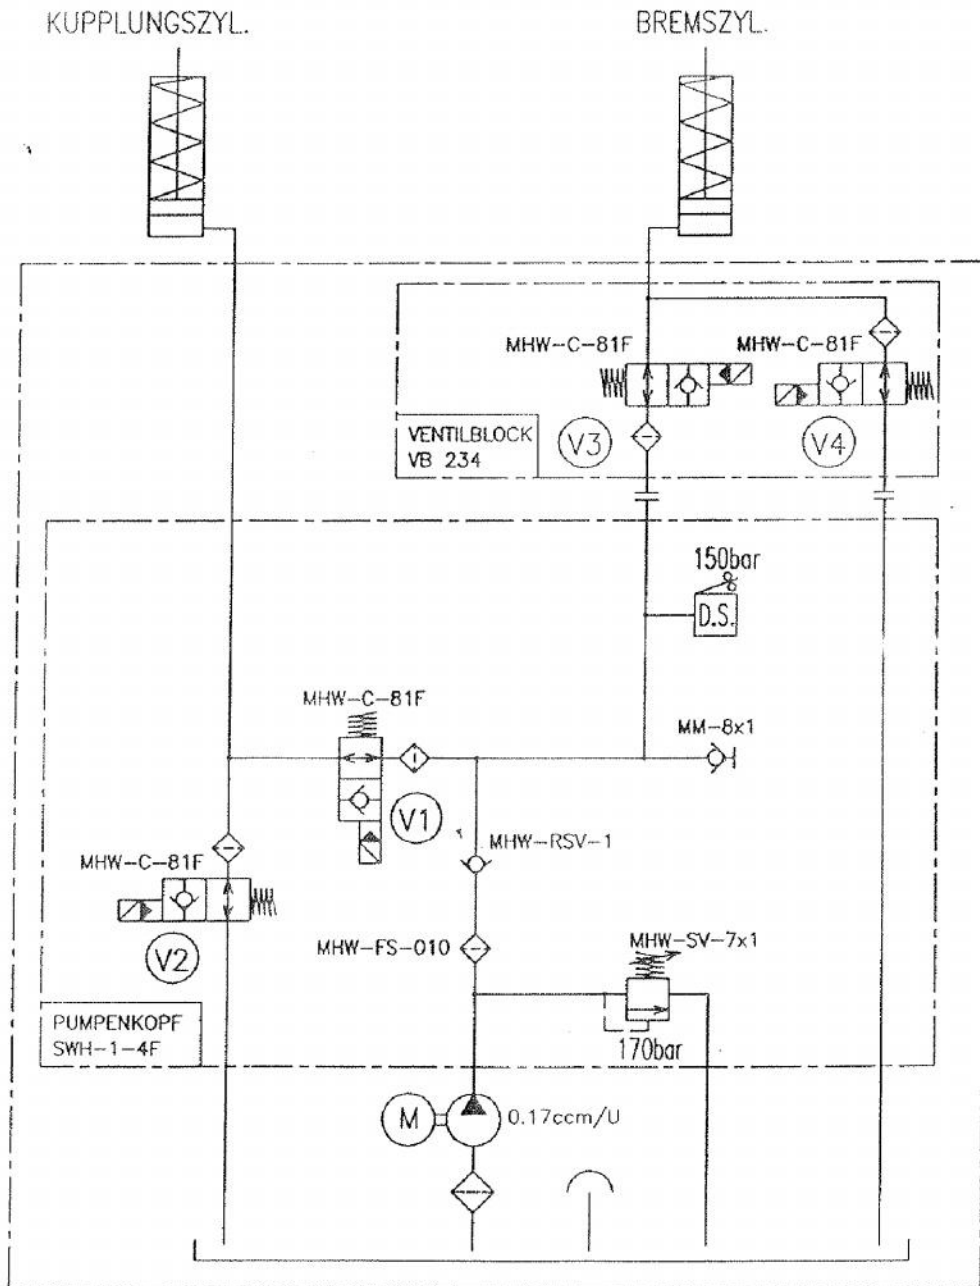 KUPPLUNGSZYL.
BREMSZYL.
MHW-C-81F
MHW-C-81F
VENTILBLOCK
VB 234
V3
V4
150bar
D.S.
MHW-C-81F
MM-8x1
V1
MHW-RSV-1
MHW-C-81F
V2
MHW-FS-010
MHW-SV-7x1
PUMPENKOPF
SWH-1-4F
170bar
M
0.17ccm/U